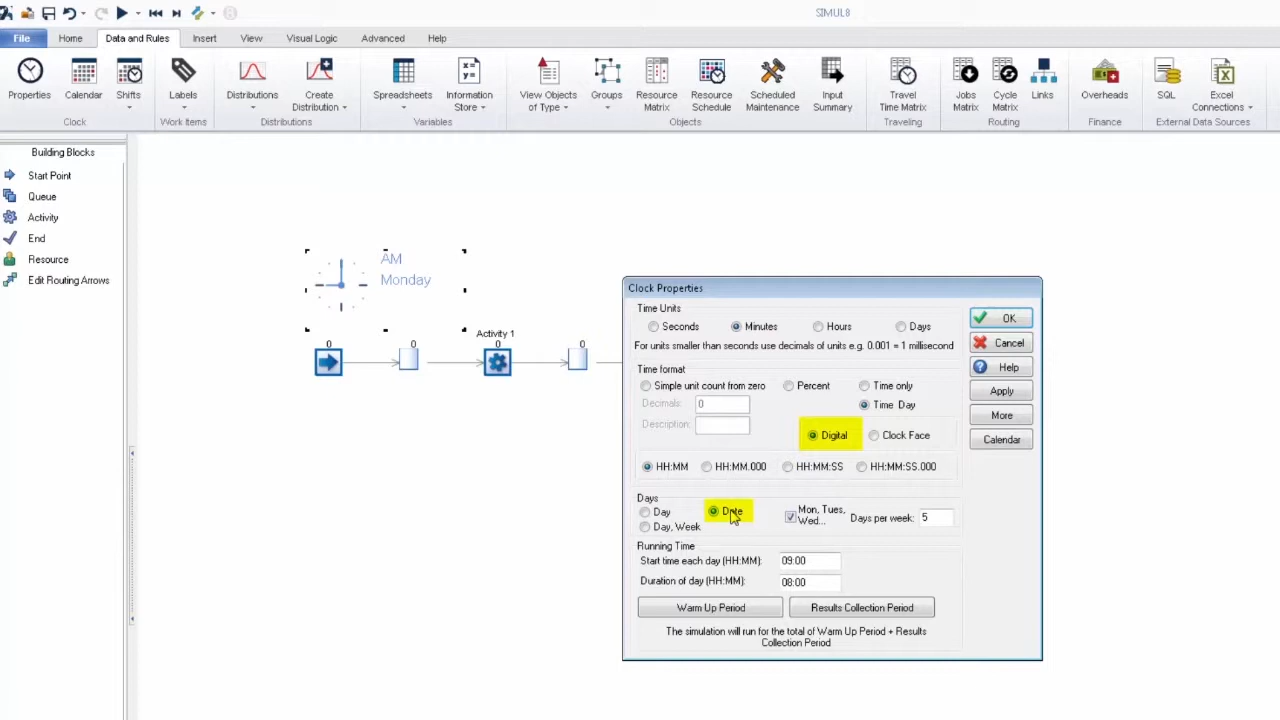 SIMUL8
File Home Data and Rules Insert View Visual Logic Advanced Help
Properties Calendar Shifts Labels Distributions Create Distribution Spreadsheets Information Store View Objects of Type Groups Resource Matrix Resource Schedule Scheduled Maintenance Input Summary Travel Time Matrix Jobs Matrix Cycle Matrix Links Overheads SQL Excel Connections
Clock Work Items Distributions Variables Objects Traveling Routing Finance External Data Sources
Building Blocks
Start Point
Queue
Activity
End
Resource
Edit Routing Arrows
AM
Monday
Activity 1
0 0 0 0
Clock Properties
Time Units
Seconds Minutes Hours Days
For units smaller than seconds use decimals of units e.g. 0.001 = 1 millisecond
Time format
Simple unit count from zero Percent Time only
Decimals: 0 Time Day
Description:
Digital Clock Face
HH:MM HH:MM.000 HH:MM:SS HH:MM:SS.000
Days
Day Date Mon, Tues, Wed... Days per week: 5
Day, Week
Running Time
Start time each day (HH:MM): 09:00
Duration of day (HH:MM): 08:00
Warm Up Period Results Collection Period
The simulation will run for the total of Warm Up Period + Results
Collection Period
OK
Cancel
Help
Apply
More
Calendar